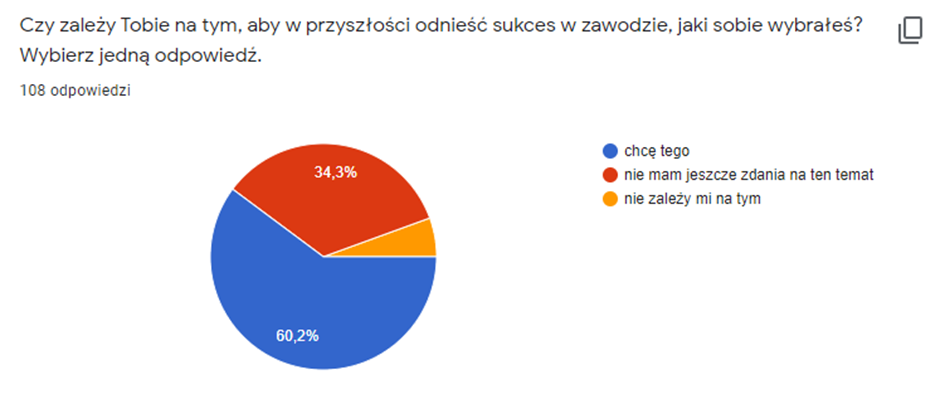 Czy zależy Tobie na tym, aby w przyszłości odnieść sukces w zawodzie, jaki sobie wybrałeś?
Wybierz jedną odpowiedź.
108 odpowiedzi
34,3%
60,2%
chcę tego
nie mam jeszcze zdania na ten temat
nie zależy mi na tym